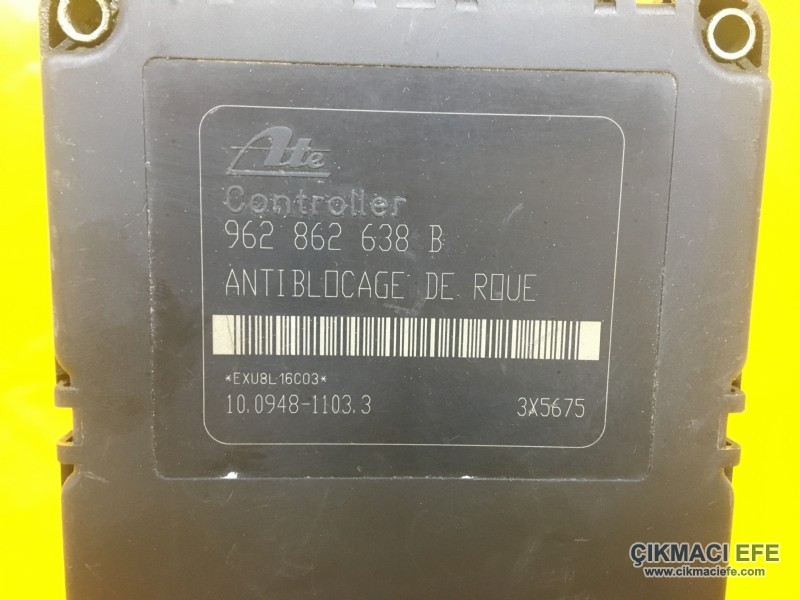 Ate
Controller
962 862 638 B
ANTIBLOCAGE DE ROUE
*EXU8L16C03*
10.0948-1103.3 3X5675
ÇIKMACI EFE
www.cikmaciefe.com